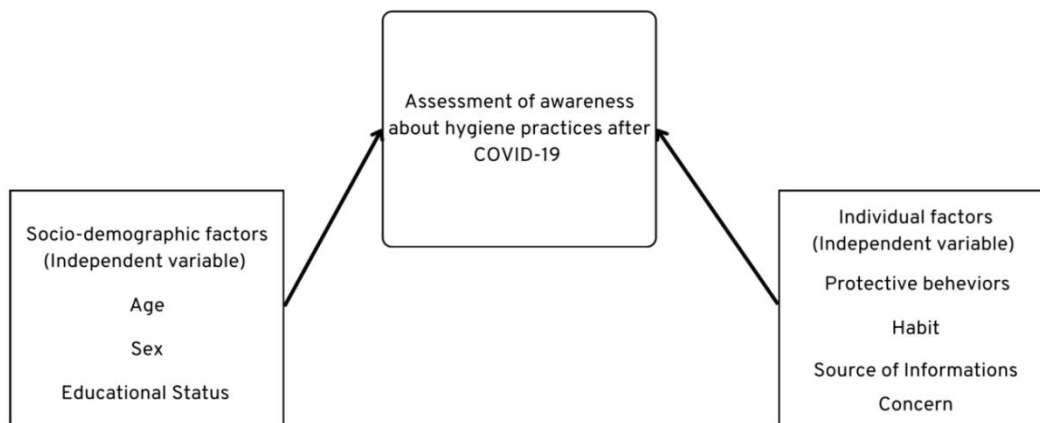 Assessment of awareness
about hygiene practices after
COVID-19
Socio-demographic factors
(Independent variable)
Age
Sex
Educational Status
Individual factors
(Independent variable)
Protective beheviors
Habit
Source of Informations
Concern